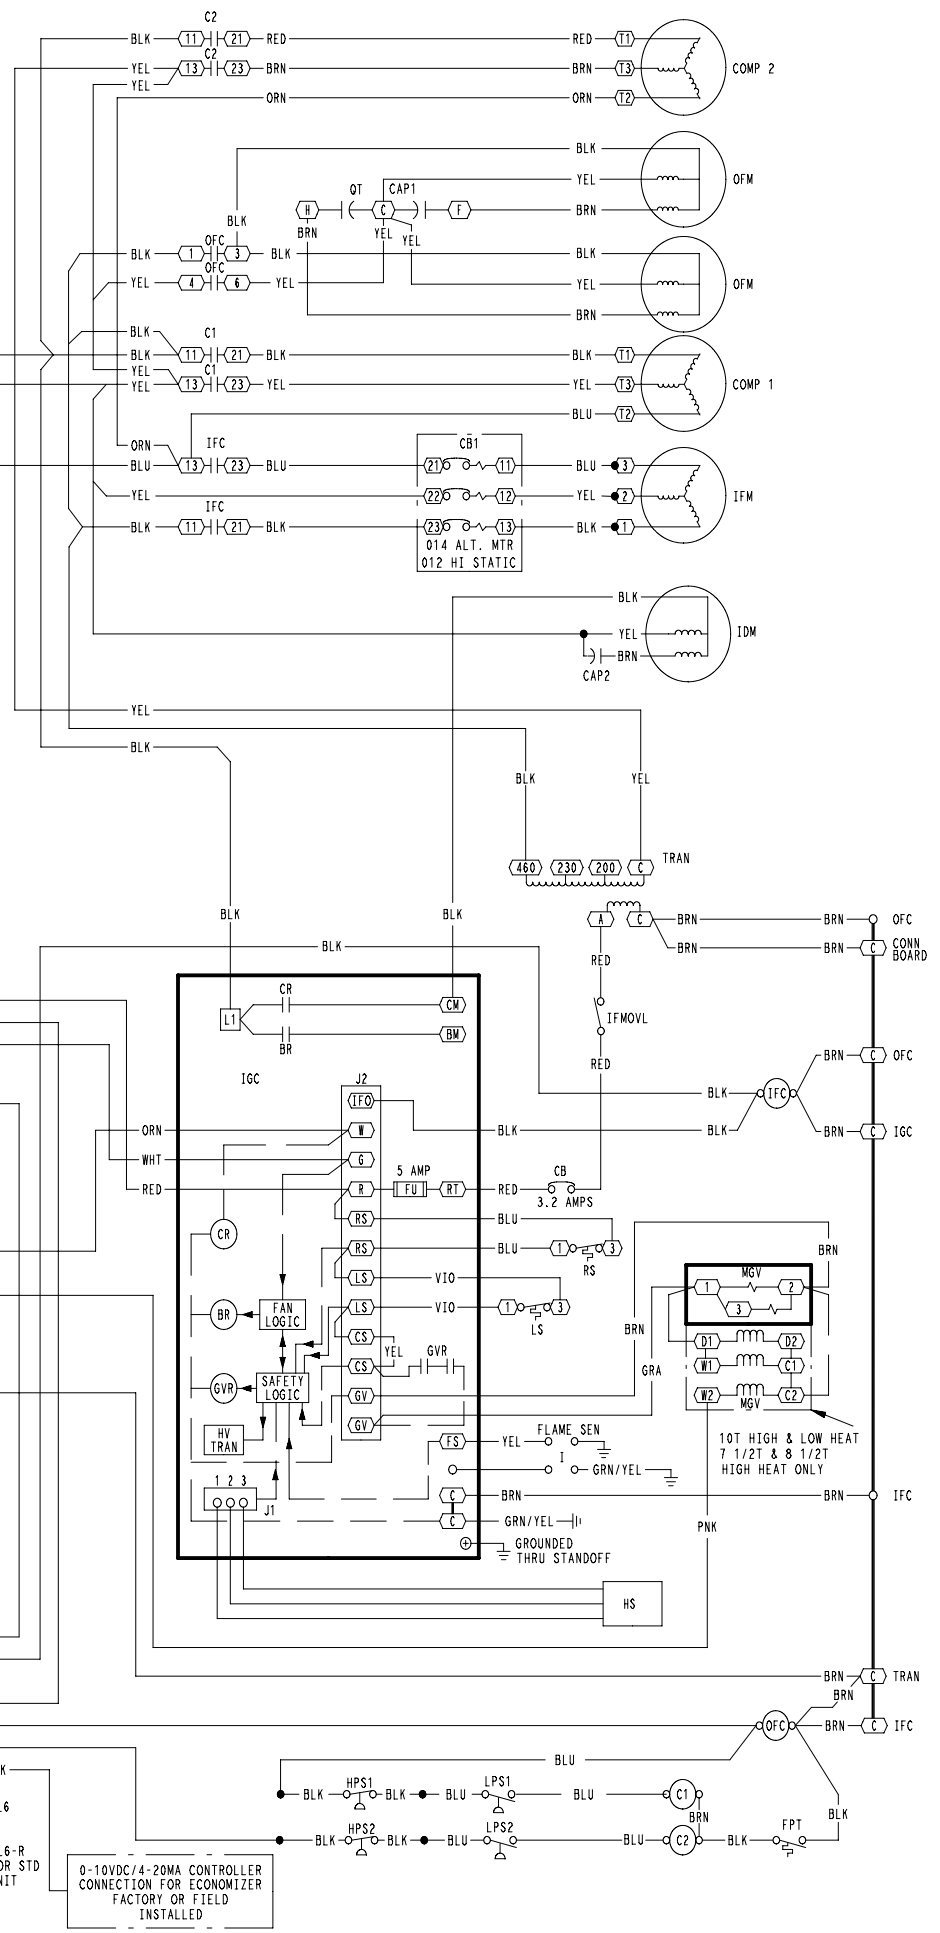 C2
BLK 11 21 RED RED T1
C2
YEL 13 23 BRN BRN T3 COMP 2
YEL
ORN ORN T2
BLK
QT CAP1 YEL OFM
H C F BRN
BLK BRN YEL YEL
OFC
BLK 1 3 BLK BLK
OFC
YEL 4 6 YEL YEL OFM
BRN
BLK C1
BLK 11 21 BLK BLK T1
YEL C1
YEL 13 23 YEL YEL T3 COMP 1
BLU T2
ORN IFC CB1
BLU 13 23 BLU 21 11 BLU 3
YEL 22 12 YEL 2 IFM
IFC
BLK 11 21 BLK 23 13 BLK 1
014 ALT. MTR
012 HI STATIC
BLK
YEL IDM
BRN
CAP2
YEL
BLK
BLK YEL
460 230 200 C TRAN
BLK BLK
A C BRN BRN OFC
BLK BRN BRN C CONN
BOARD
RED
CR
L1 CM IFMOVL
BR BM
RED BRN C OFC
IGC J2
IFO BLK IFC
ORN W BLK BLK BRN C IGC
WHT G
5 AMP CB
RED R FU RT RED
3.2 AMPS
RS BLU
CR RS BLU 1 3 BRN
RS
LS VIO MGV
1 2
BR FAN
LOGIC LS VIO 1 3 3
LS
CS BRN D1 D2
YEL GVR
CS GRA W1 C1
GVR SAFETY
LOGIC GV W2 C2
MGV
HV
TRAN GV FLAME SEN
FS YEL 10T HIGH & LOW HEAT
I 7 1/2T & 8 1/2T
GRN/YEL HIGH HEAT ONLY
1 2 3
J1 C BRN BRN IFC
C GRN/YEL PNK
GROUNDED
THRU STANDOFF
HS
BRN C TRAN
BRN
OFC BRN C IFC
BLU
K HPS1 LPS1
BLK BLK BLU BLU C1
L6 BRN BLK
HPS2 LPS2 FPT
BLK BLK BLU BLU C2 BLK
L6-R
OR STD
NIT
0-10VDC/4-20MA CONTROLLER
CONNECTION FOR ECONOMIZER
FACTORY OR FIELD
INSTALLED